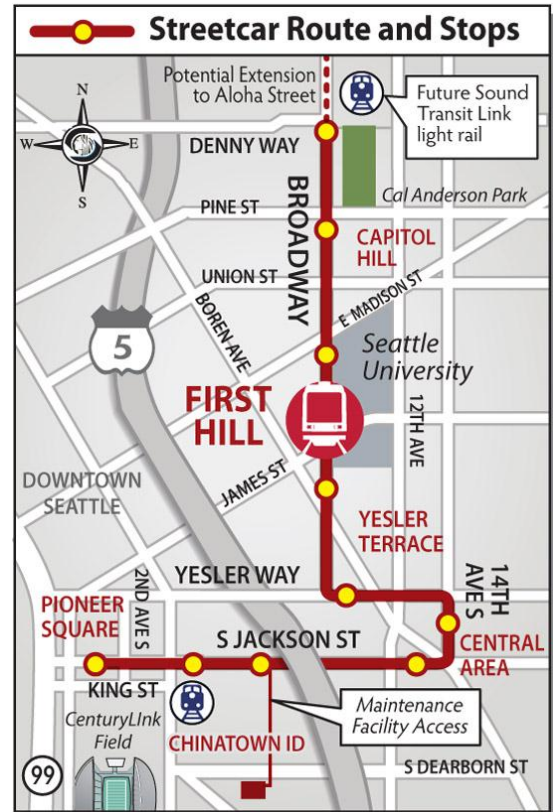 Streetcar Route and Stops
Potential Extension
to Aloha Street
Future Sound
Transit Link
light rail
N
W
E
S
DENNY WAY
BROADWAY
Cal Anderson Park
PINE ST
CAPITOL
HILL
UNION ST
BOREN AVE
E MADISON ST
5
Seattle
University
FIRST
HILL
12TH AVE
JAMES ST
DOWNTOWN
SEATTLE
YESLER
TERRACE
YESLER WAY
14TH
AVE S
PIONEER
SQUARE
2ND AVE S
S JACKSON ST
CENTRAL
AREA
KING ST
CenturyLInk
Field
CHINATOWN ID
Maintenance
Facility Access
99
S DEARBORN ST